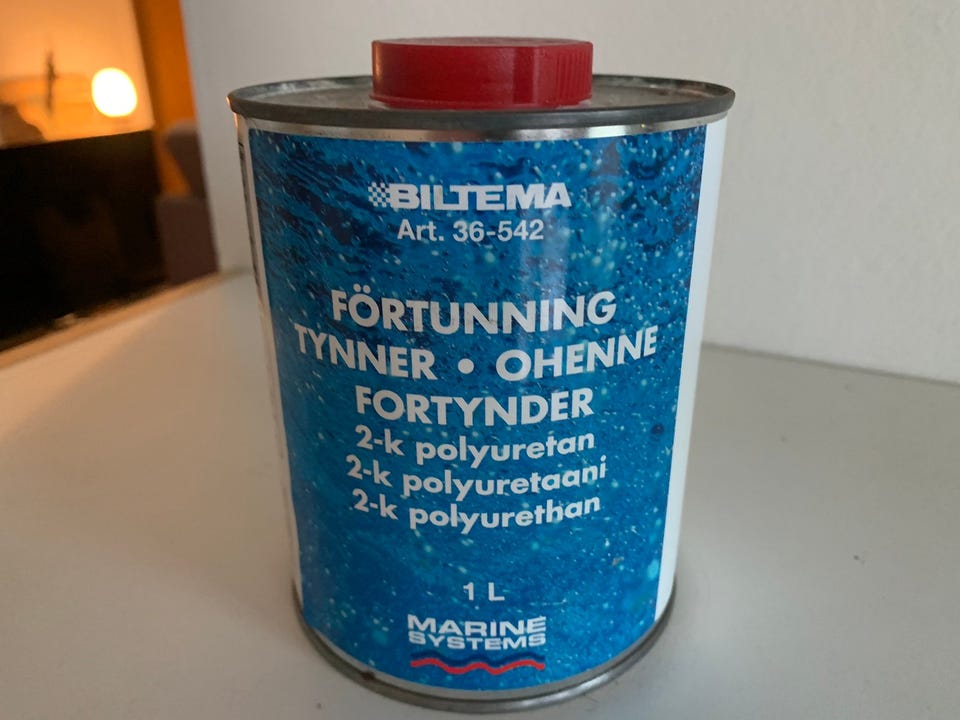 BILTEMA
Art. 36-542
FÖRTUNNING
TYNNER • OHENNE
FORTYNDER
2-k polyuretan
2-k polyuretaani
2-k polyurethan
1 L
MARINE
SYSTEMS